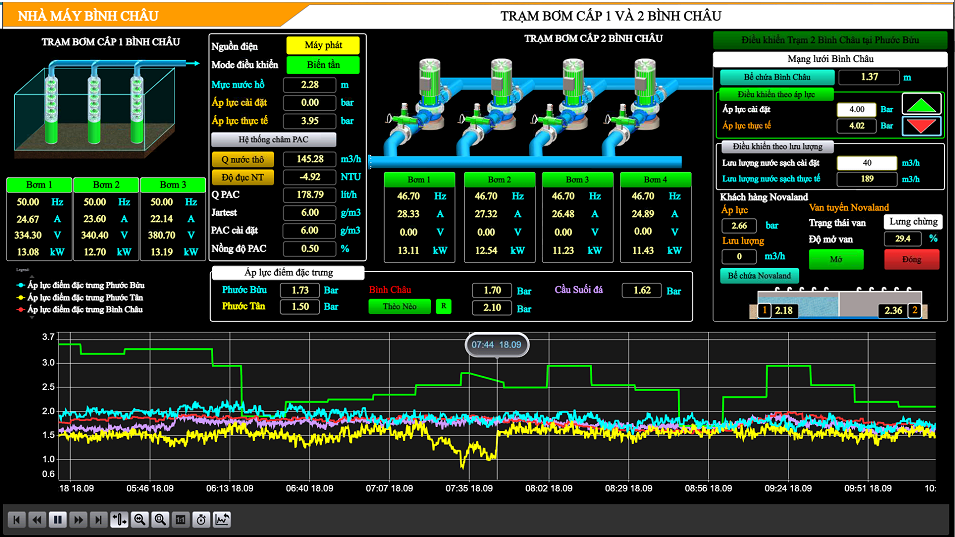 NHÀ MÁY BÌNH CHÂU
TRẠM BƠM CẤP 1 VÀ 2 BÌNH CHÂU
TRẠM BƠM CẤP 1 BÌNH CHÂU
Bơm 1 Bơm 2 Bơm 3
50.00 Hz 50.00 Hz 50.00 Hz
24.67 A 23.60 A 22.14 A
334.30 V 340.40 V 380.70 V
13.08 kW 12.70 kW 13.19 kW
Nguồn điện Máy phát
Mode điều khiển Biến tần
Mực nước hồ 2.28 m
Áp lực cài đặt 0.00 bar
Áp lực thực tế 3.95 bar
Hệ thống châm PAC
Q nước thô 145.28 m3/h
Độ đục NT -4.92 NTU
Q PAC 178.79 lit/h
Jartest 6.00 g/m3
PAC cài đặt 6.00 g/m3
Nồng độ PAC 0.50 %
TRẠM BƠM CẤP 2 BÌNH CHÂU
Bơm 1 Bơm 2 Bơm 3 Bơm 4
46.70 Hz 46.70 Hz 46.70 Hz 46.70 Hz
28.33 A 27.32 A 26.48 A 24.89 A
0.00 V 0.00 V 0.00 V 0.00 V
13.11 kW 12.54 kW 11.23 kW 11.43 kW
Điều khiển Trạm 2 Bình Châu tại Phước Bửu
Mạng lưới Bình Châu
Bể chứa Bình Châu 1.37 m
Điều khiển theo áp lực
Áp lực cài đặt 4.00 Bar
Áp lực thực tế 4.02 Bar
Điều khiển theo lưu lượng
Lưu lượng nước sạch cài đặt 40 m3/h
Lưu lượng nước sạch thực tế 189 m3/h
Khách hàng Novaland
Áp lực
2.66 bar
Lưu lượng
0 m3/h
Bể chứa Novaland
Van tuyến Novaland
Trạng thái van Lưng chừng
Độ mở van 29.4 %
Mở Đóng
1 2.18 2.36 2
Áp lực điểm đặc trưng
Phước Bửu 1.73 Bar Bình Châu 1.70 Bar Cầu Suối đá 1.62 Bar
Phước Tân 1.50 Bar Thèo Nèo R 2.10 Bar
Legend:
Áp lực điểm đặc trưng Phước Bửu
Áp lực điểm đặc trưng Phước Tân
Áp lực điểm đặc trưng Bình Châu
07:44 18.09
3.7
3.0
2.5
2.0
1.5
1.0
0.6
18 18.09 05:46 18.09 06:13 18.09 06:40 18.09 07:07 18.09 07:35 18.09 08:02 18.09 08:29 18.09 08:56 18.09 09:24 18.09 09:51 18.09 10: